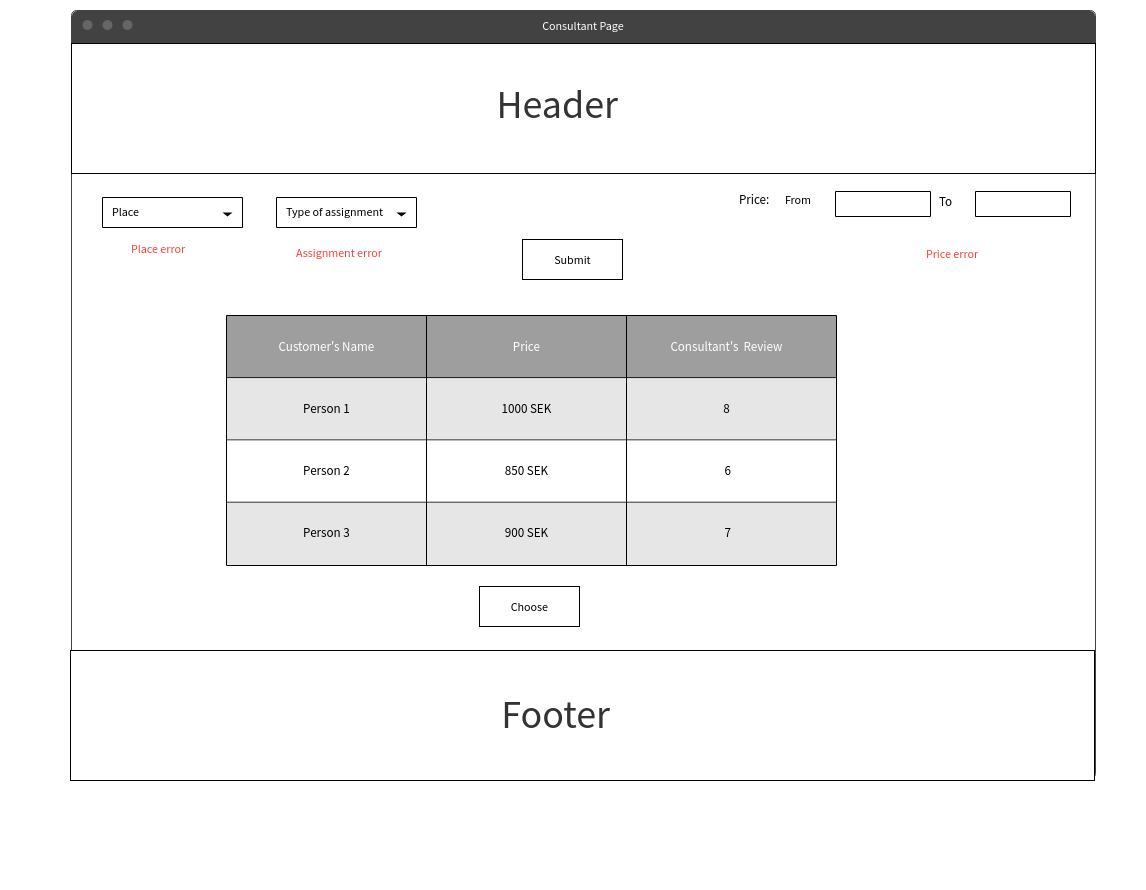 Consultant Page
Header
Place
Type of assignment
Price: From To
Place error
Assignment error
Price error
Submit
Customer's Name Price Consultant's Review
Person 1 1000 SEK 8
Person 2 850 SEK 6
Person 3 900 SEK 7
Choose
Footer